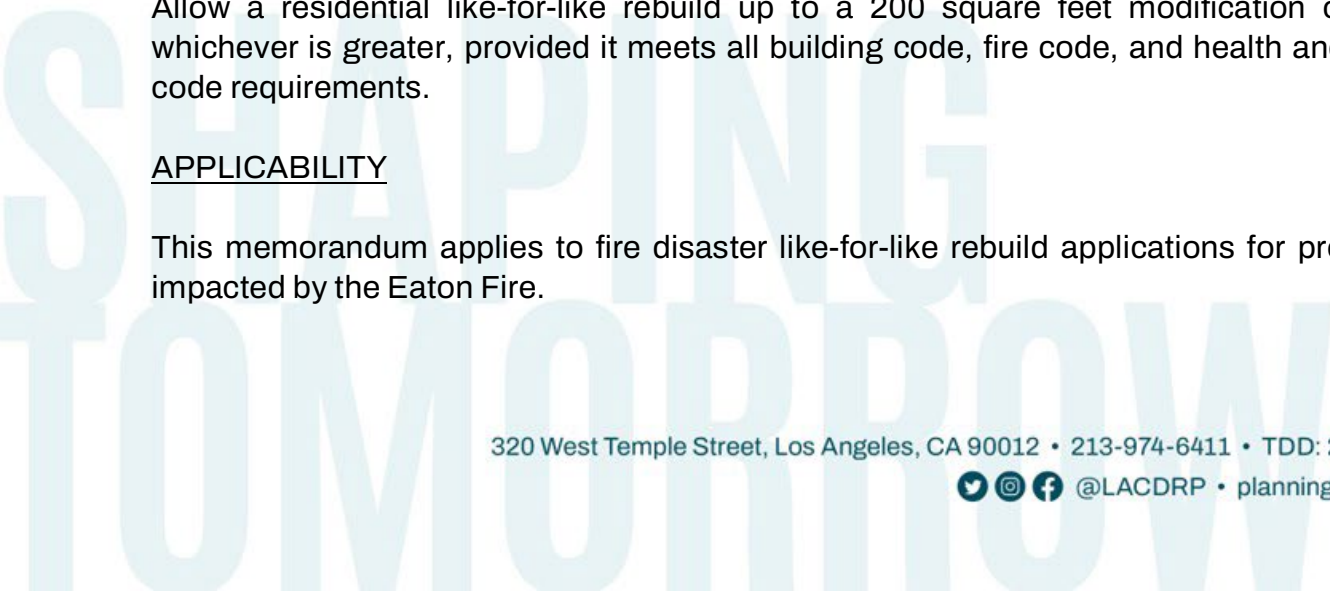 Allow a residential like-for-like rebuild up to a 200 square feet modification
whichever is greater, provided it meets all building code, fire code, and health
code requirements.
APPLICABILITY
This memorandum applies to fire disaster like-for-like rebuild applications for
impacted by the Eaton Fire.
SHAPING
TOMORROW
320 West Temple Street, Los Angeles, CA 90012 • 213-974-6411 • TDD:
@LACDRP • planning